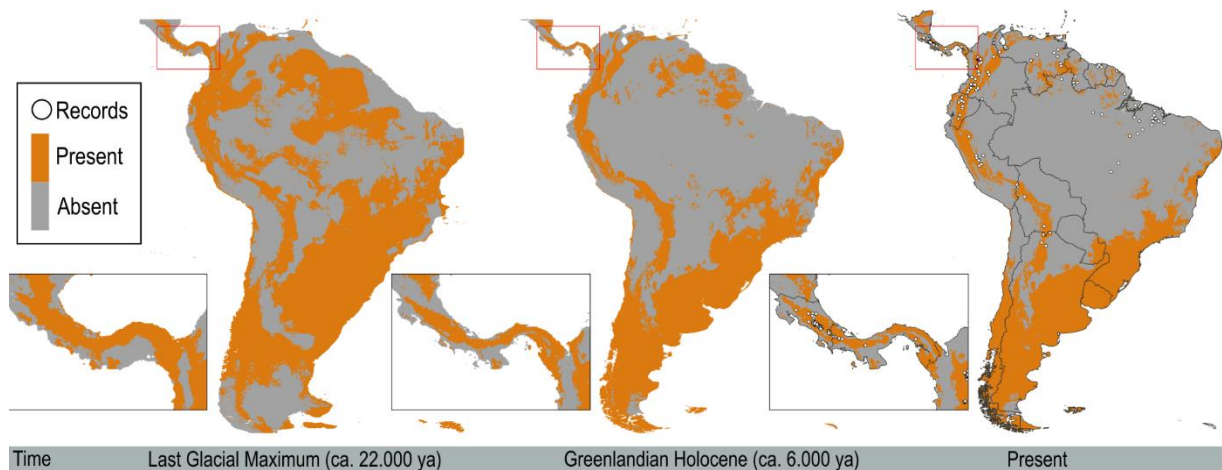 Records
Present
Absent
Time Last Glacial Maximum (ca. 22.000 ya) Greenlandian Holocene (ca. 6.000 ya) Present